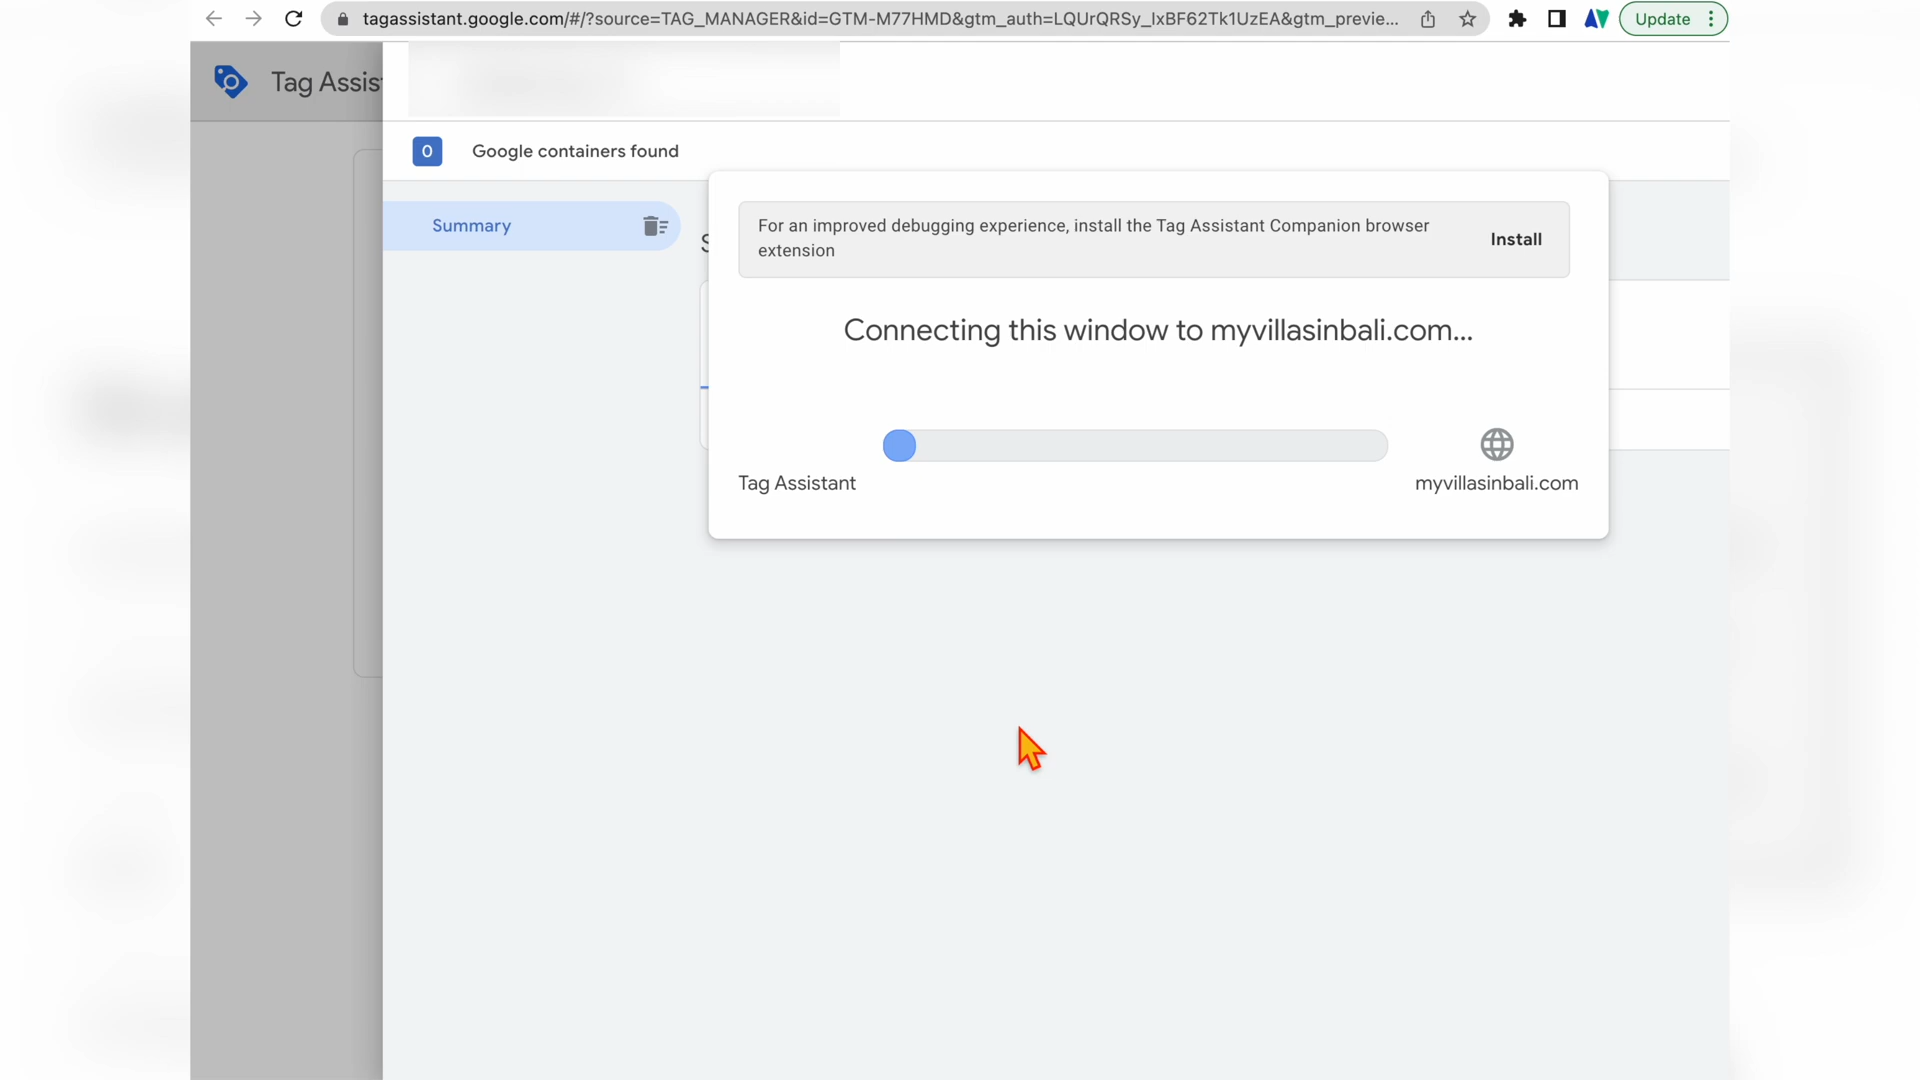 tagassistant.google.com/#/?source=TAG_MANAGER&id=GTM-M77HMD&gtm_auth=LQUrQRSy_IxBF62Tk1UzEA&gtm_previe...
Update
Tag Assis
0 Google containers found
Summary
For an improved debugging experience, install the Tag Assistant Companion browser
extension
Install
Connecting this window to myvillasinbali.com...
Tag Assistant
myvillasinbali.com